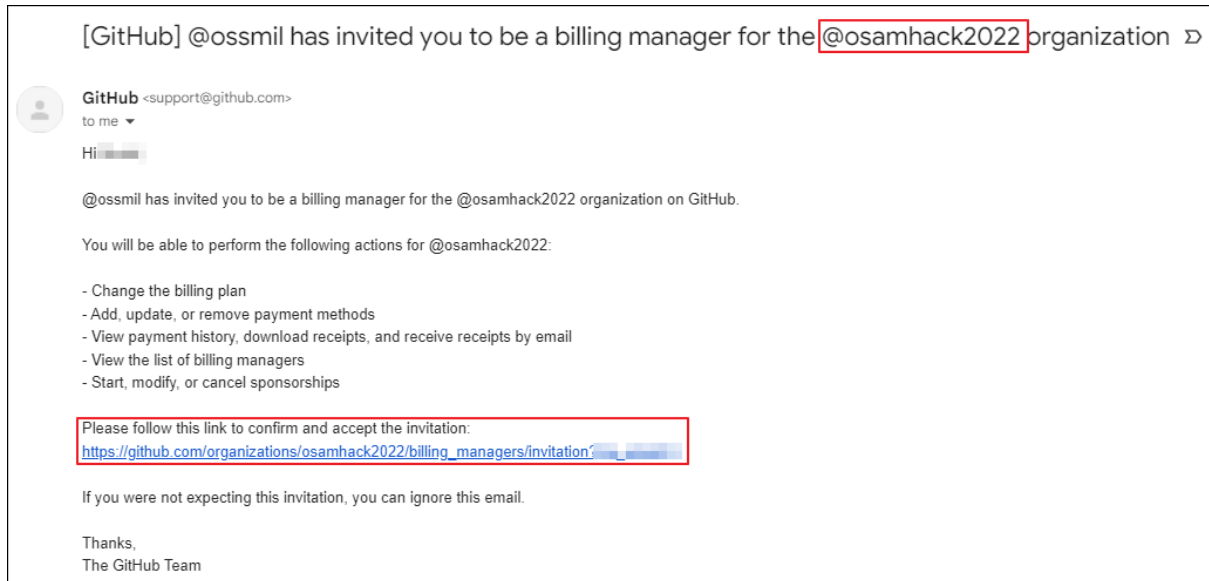 [GitHub] @ossmil has invited you to be a billing manager for the @osamhack2022 organization
GitHub <support@github.com>
to me
Hi
@ossmil has invited you to be a billing manager for the @osamhack2022 organization on GitHub.
You will be able to perform the following actions for @osamhack2022:
- Change the billing plan
- Add, update, or remove payment methods
- View payment history, download receipts, and receive receipts by email
- View the list of billing managers
- Start, modify, or cancel sponsorships
Please follow this link to confirm and accept the invitation:
https://github.com/organizations/osamhack2022/billing_managers/invitation?
If you were not expecting this invitation, you can ignore this email.
Thanks,
The GitHub Team